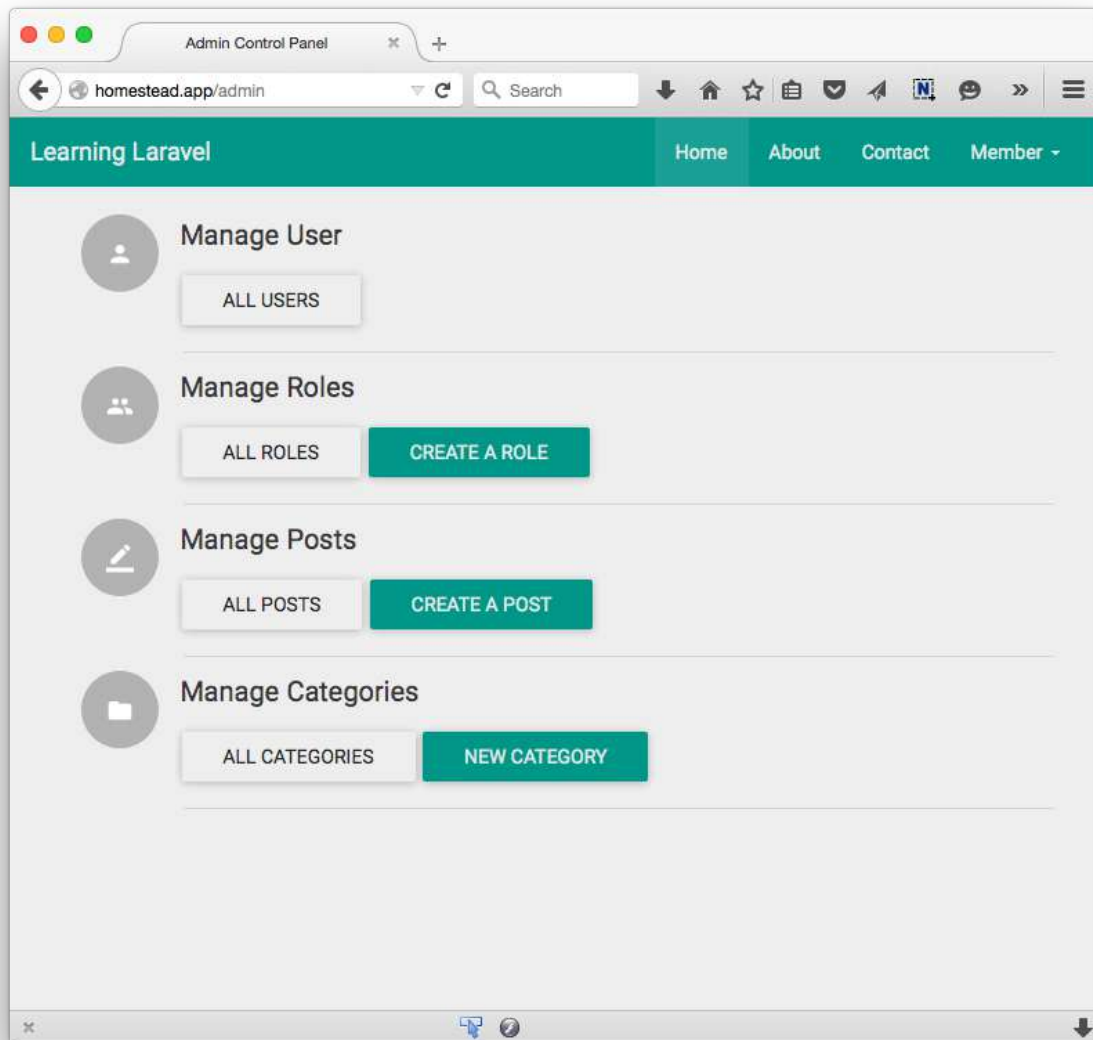 Admin Control Panel
homestead.app/admin
Search
N
Learning Laravel
Home About Contact Member
Manage User
ALL USERS
Manage Roles
ALL ROLES CREATE A ROLE
Manage Posts
ALL POSTS CREATE A POST
Manage Categories
ALL CATEGORIES NEW CATEGORY